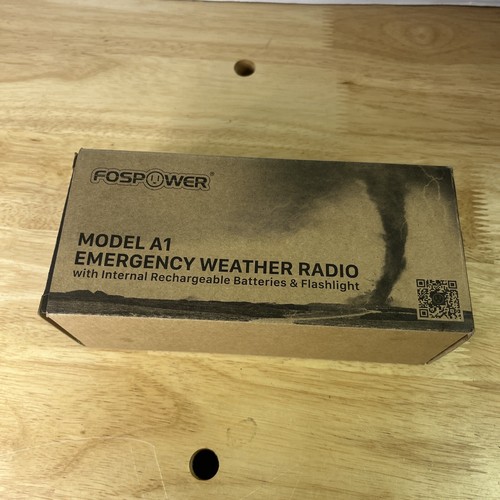 FOSPOWER®
MODEL A1
EMERGENCY WEATHER RADIO
with Internal Rechargeable Batteries & Flashlight